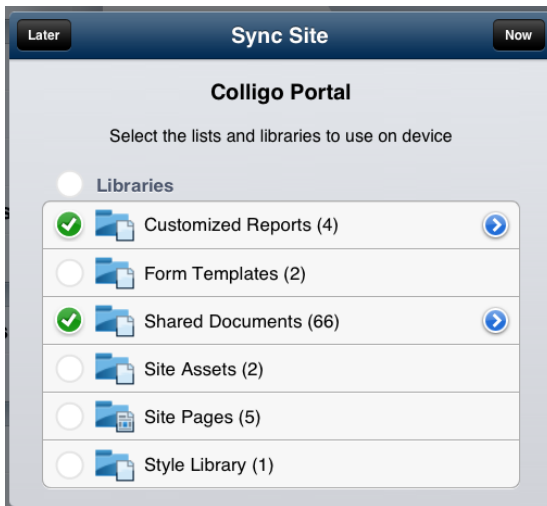 Later
Sync Site
Now
Colligo Portal
Select the lists and libraries to use on device
Libraries
Customized Reports (4)
Form Templates (2)
Shared Documents (66)
Site Assets (2)
Site Pages (5)
Style Library (1)